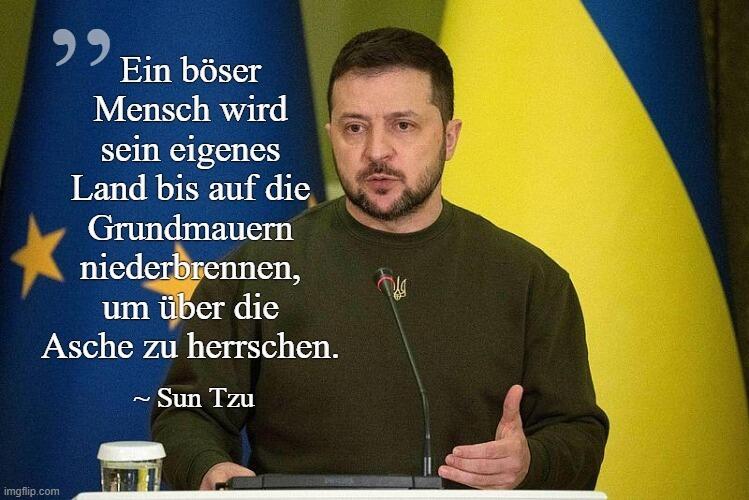 ”
Ein böser
Mensch wird
sein eigenes
Land bis auf die
Grundmauern
niederbrennen,
um über die
Asche zu herrschen.
~ Sun Tzu
imgflip.com